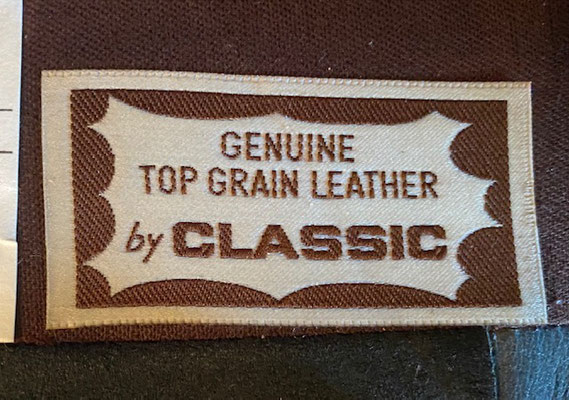 GENUINE
TOP GRAIN LEATHER
by CLASSIC